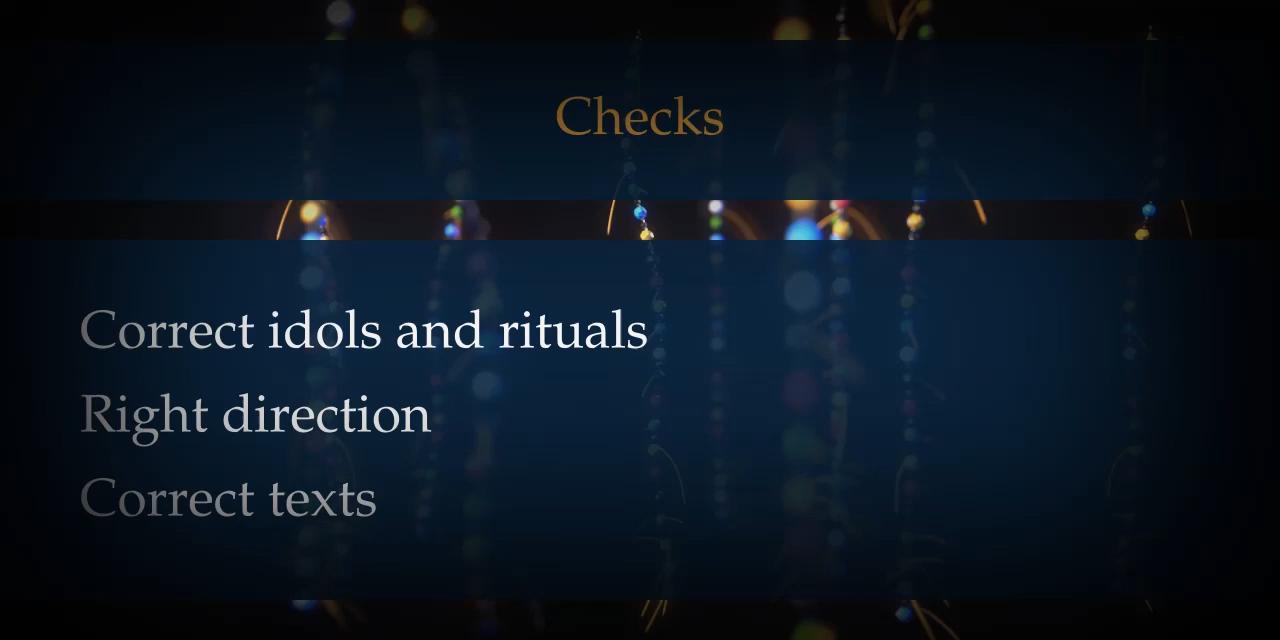 Checks
Correct idols and rituals
Right direction
Correct texts